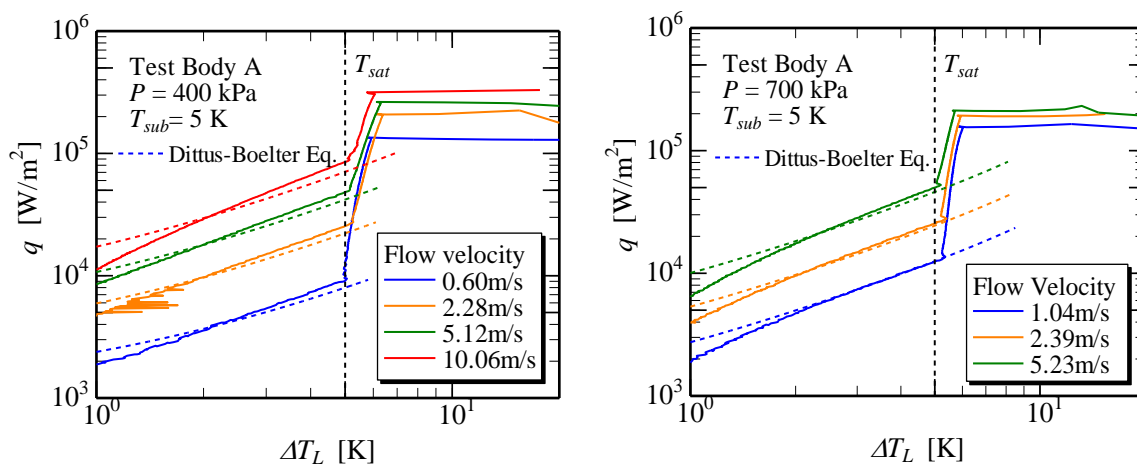 10^6
10^5
10^4
10^3
q [W/m^2]
Test Body A
P = 400 kPa
T_sub= 5 K
Dittus-Boelter Eq.
T_sat
Flow velocity
0.60m/s
2.28m/s
5.12m/s
10.06m/s
10^0
10^1
ΔT_L [K]
10^6
10^5
10^4
10^3
q [W/m^2]
Test Body A
P = 700 kPa
T_sub = 5 K
Dittus-Boelter Eq.
T_sat
Flow Velocity
1.04m/s
2.39m/s
5.23m/s
10^0
10^1
ΔT_L [K]